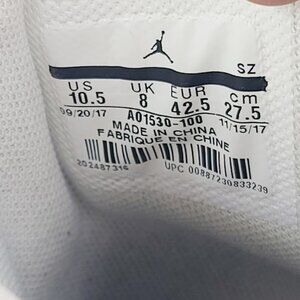 SZ
US UK EUR cm
10.5 8 42.5 27.5
09/20/17 AO1530-100 11/15/17
MADE IN CHINA
FABRIQUE EN CHINE
202487316 UPC 00887230833239